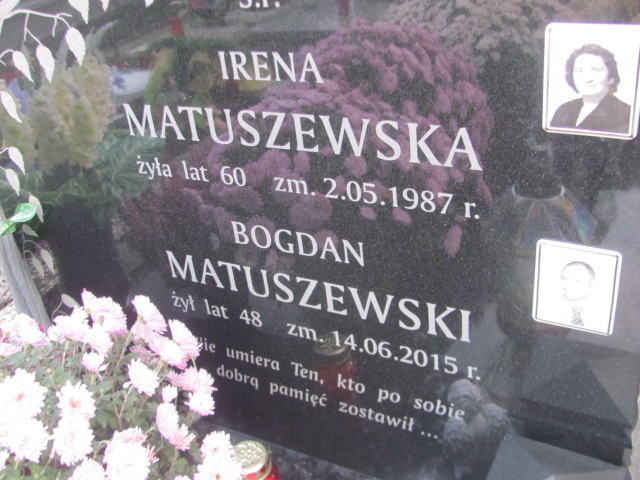 Ś.P.
IRENA
MATUSZEWSKA
żyła lat 60 zm. 2.05.1987 r.
BOGDAN
MATUSZEWSKI
żył lat 48 zm. 14.06.2015 r.
umiera Ten, kto po sobie
dobrą pamięć zostawił ...